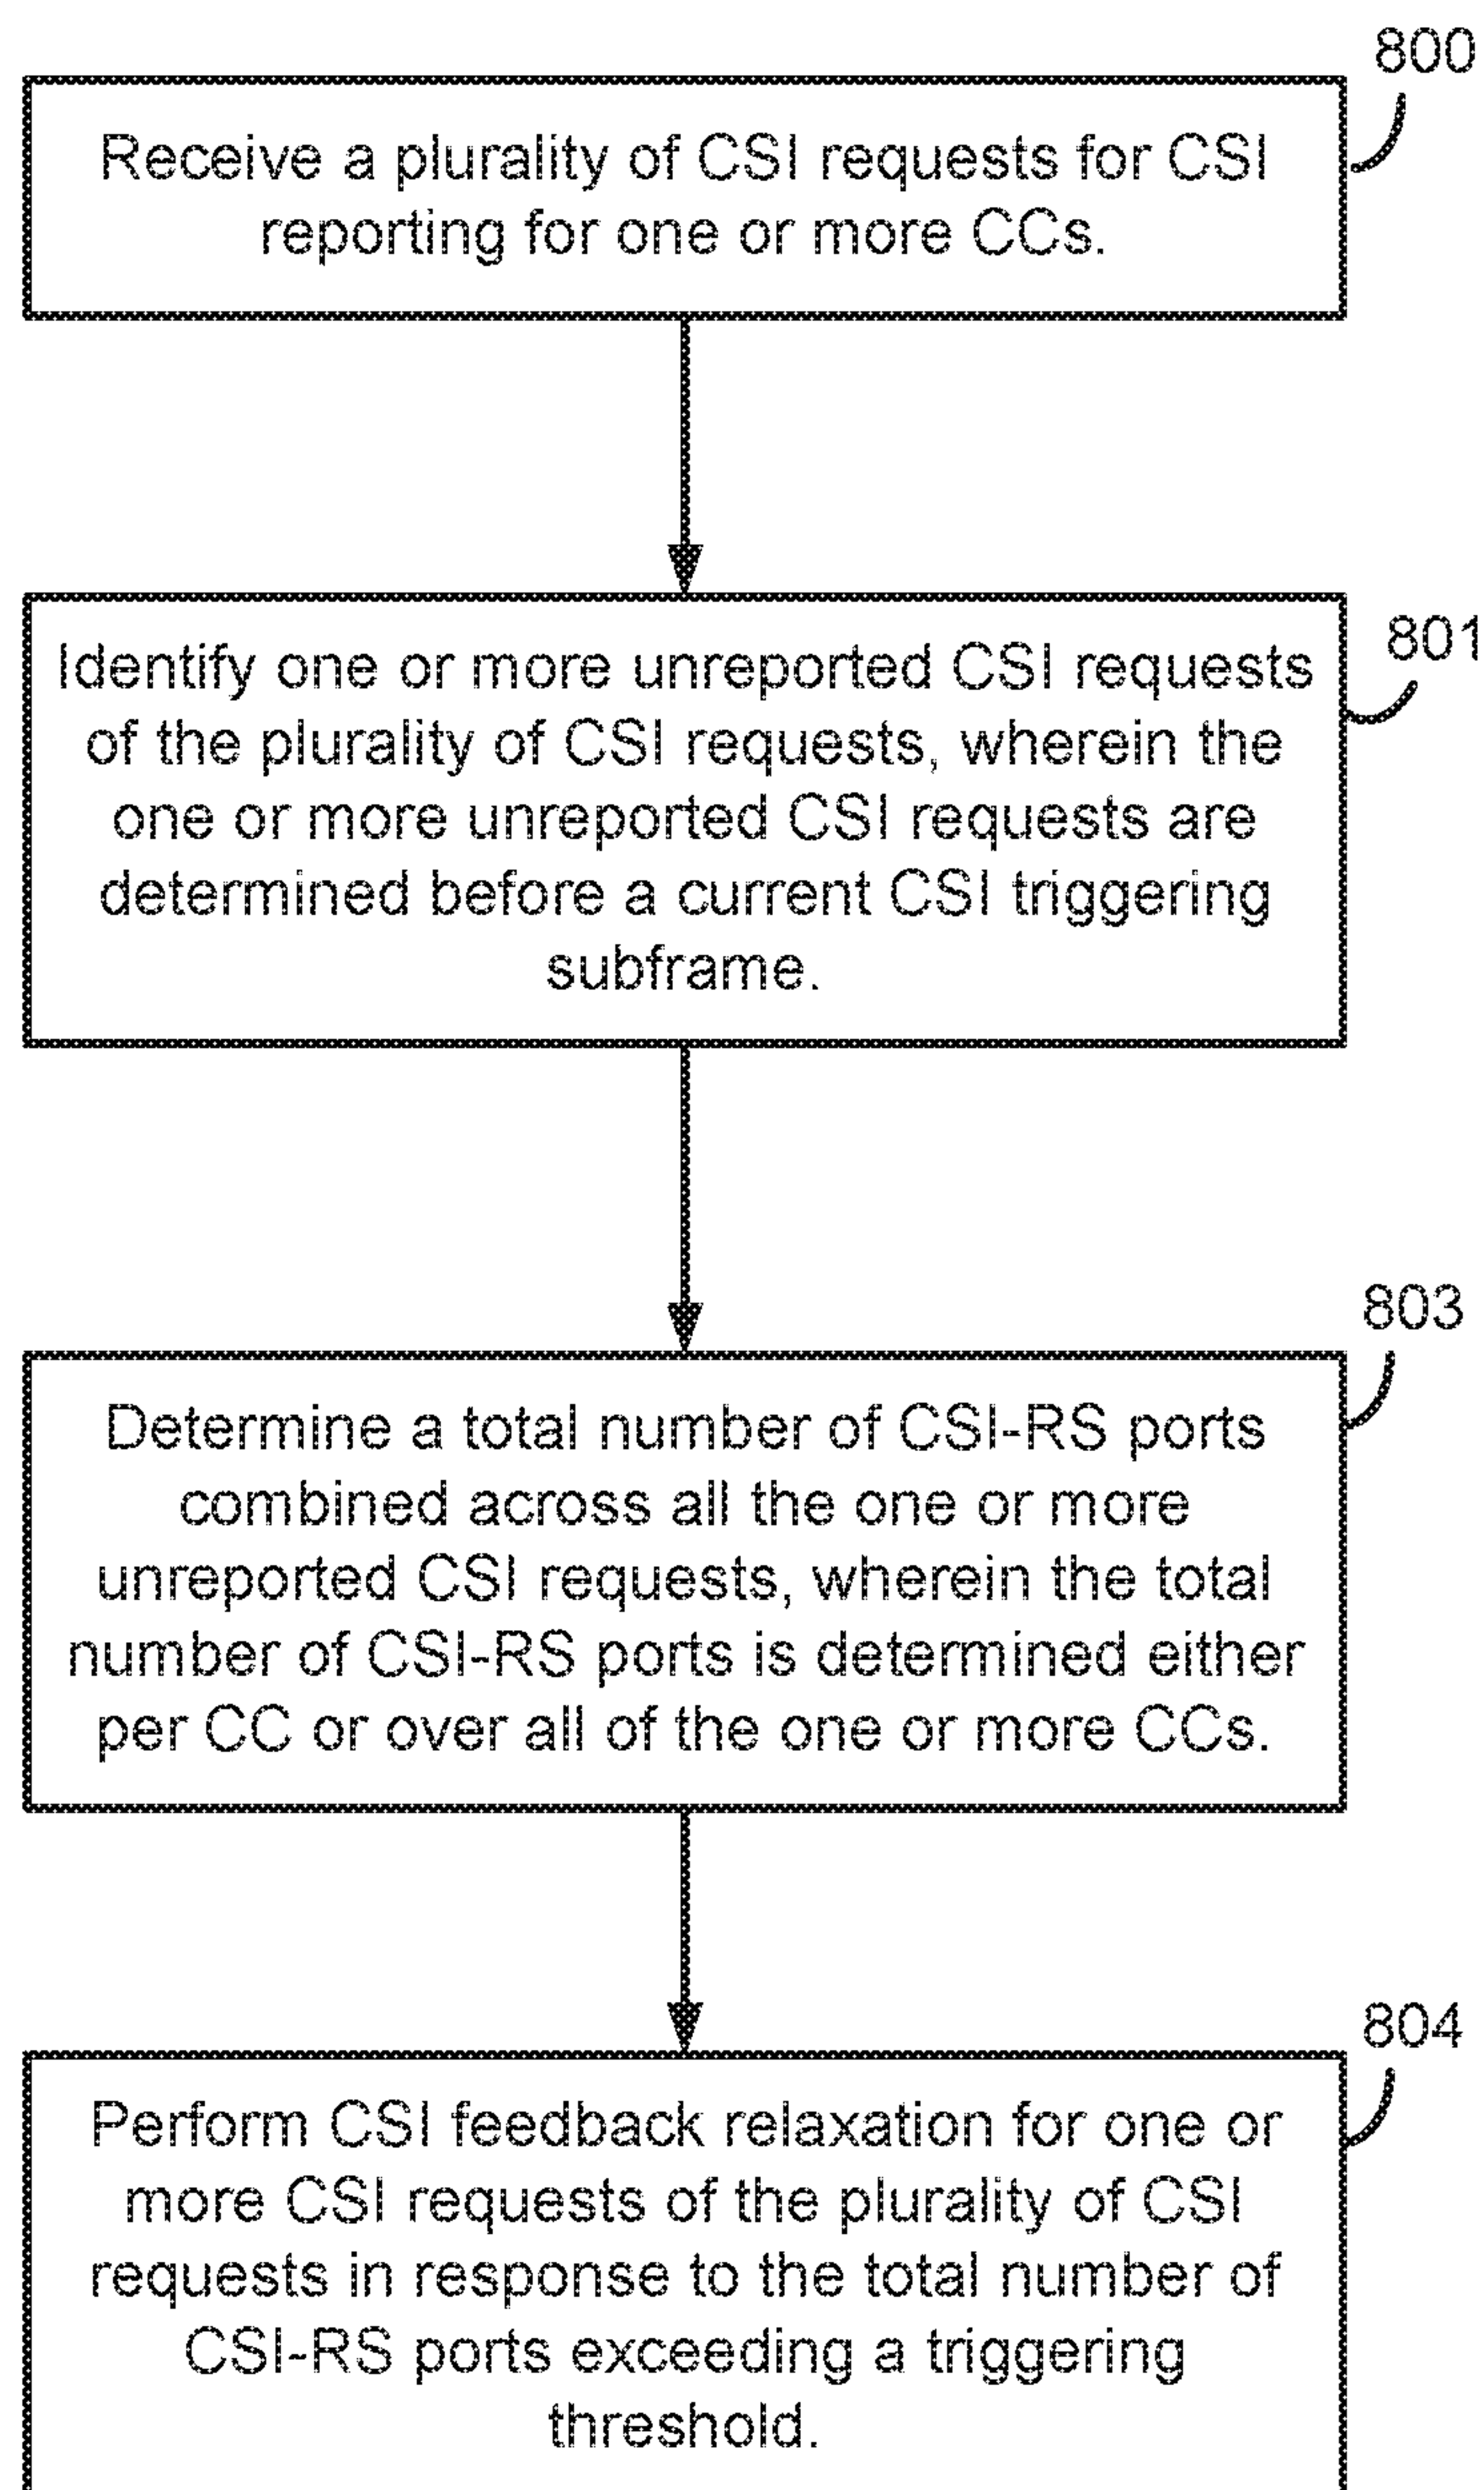 800
Receive a plurality of CSI requests for CSI
reporting for one or more CCs.
801
Identify one or more unreported CSI requests
of the plurality of CSI requests, wherein the
one or more unreported CSI requests are
determined before a current CSI triggering
subframe.
803
Determine a total number of CSI-RS ports
combined across all the one or more
unreported CSI requests, wherein the total
number of CSI-RS ports is determined either
per CC or over all of the one or more CCs.
804
Perform CSI feedback relaxation for one or
more CSI requests of the plurality of CSI
requests in response to the total number of
CSI-RS ports exceeding a triggering
threshold.